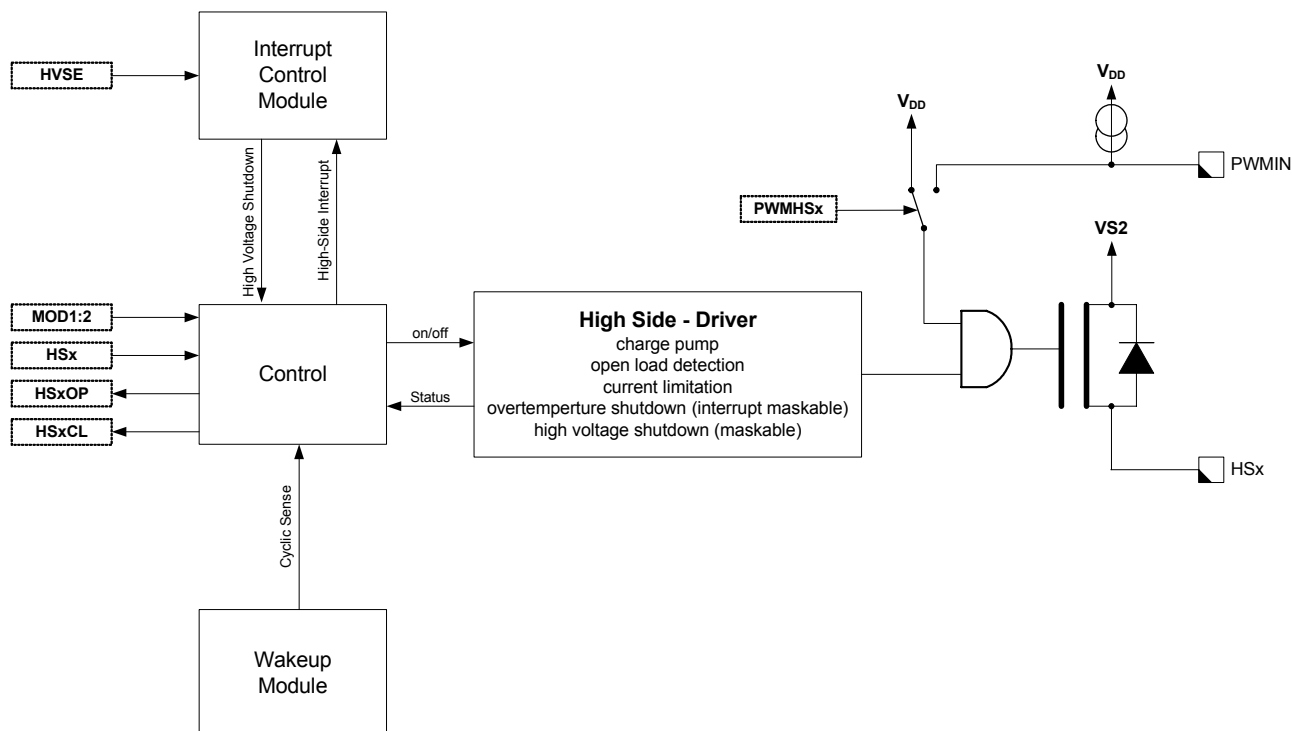 Interrupt
Control
Module
HVSE
High Voltage Shutdown
High-Side Interrupt
VDD
VDD
PWMIN
PWMHSx
VS2
MOD1:2
HSx
HSxOP
HSxCL
Control
on/off
Status
High Side - Driver
charge pump
open load detection
current limitation
overtemperture shutdown (interrupt maskable)
high voltage shutdown (maskable)
HSx
Cyclic Sense
Wakeup
Module